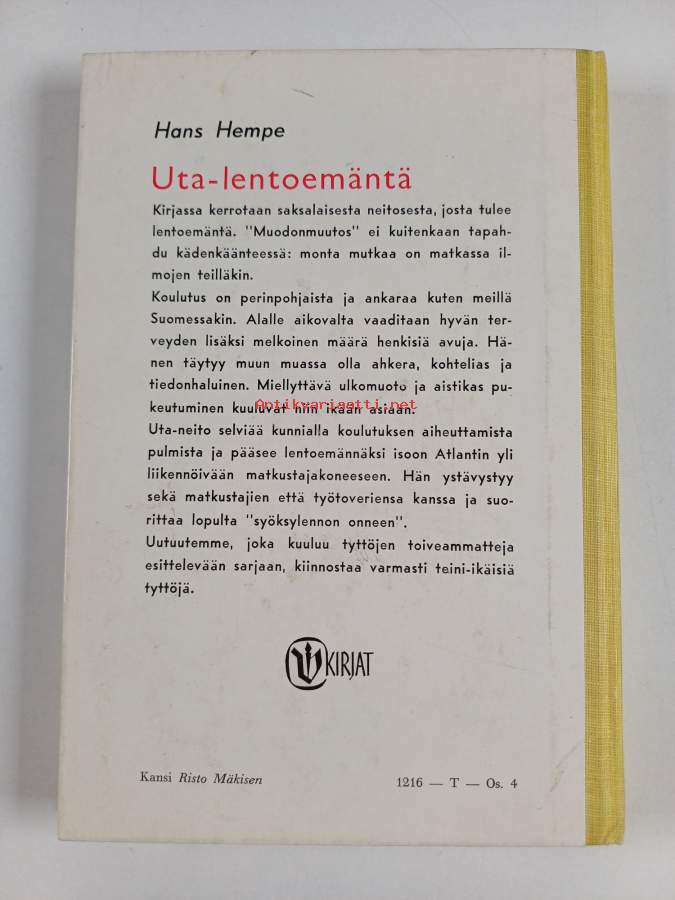 Hans Hempe
Uta-lentoemäntä
Kirjassa kerrotaan saksalaisesta neitosesta, josta tulee
lentoemäntä. "Muodonmuutos" ei kuitenkaan tapah-
du kädenkäänteessä: monta mutkaa on matkassa il-
mojen teilläkin.
Koulutus on perinpohjaista ja ankaraa kuten meillä
Suomessakin. Alalle aikovalta vaaditaan hyvän ter-
veyden lisäksi melkoinen määrä henkisiä avuja. Hä-
nen täytyy muun muassa olla ahkera, kohtelias ja
tiedonhaluinen. Miellyttävä ulkomuoto ja aistikas pu-
keutuminen kuuluvat niin ikään asiaan.
Antikvariaatti.net
Uta-neito selviää kunnialla koulutuksen aiheuttamista
pulmista ja pääsee lentoemännäksi isoon Atlantin yli
liikennöivään matkustajakoneeseen. Hän ystävystyy
sekä matkustajien että työtoveriensa kanssa ja suo-
rittaa lopulta "syöksylennon onneen".
Uutuutemme, joka kuuluu tyttöjen toiveammatteja
esittelevään sarjaan, kiinnostaa varmasti teini-ikäisiä
tyttöjä.
KIRJAT
Kansi Risto Mäkisen
1216 — T — Os. 4